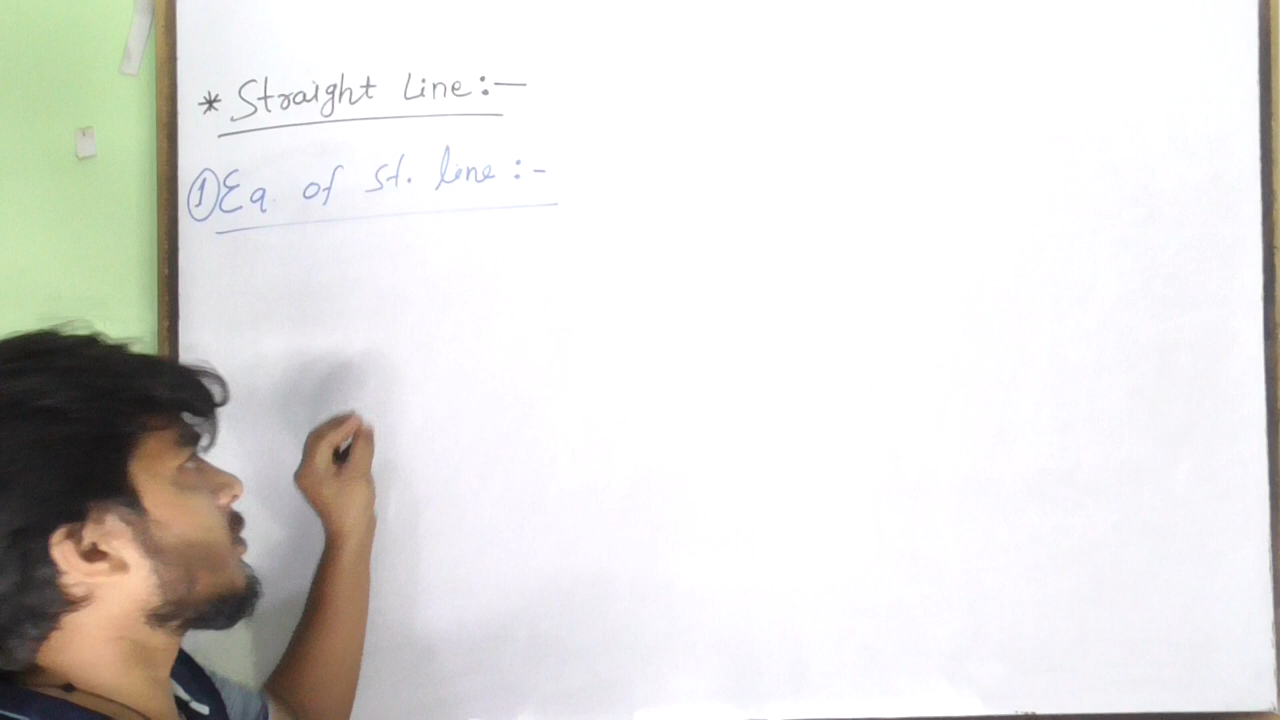 * Straight Line:-
① Eq. of St. line :-